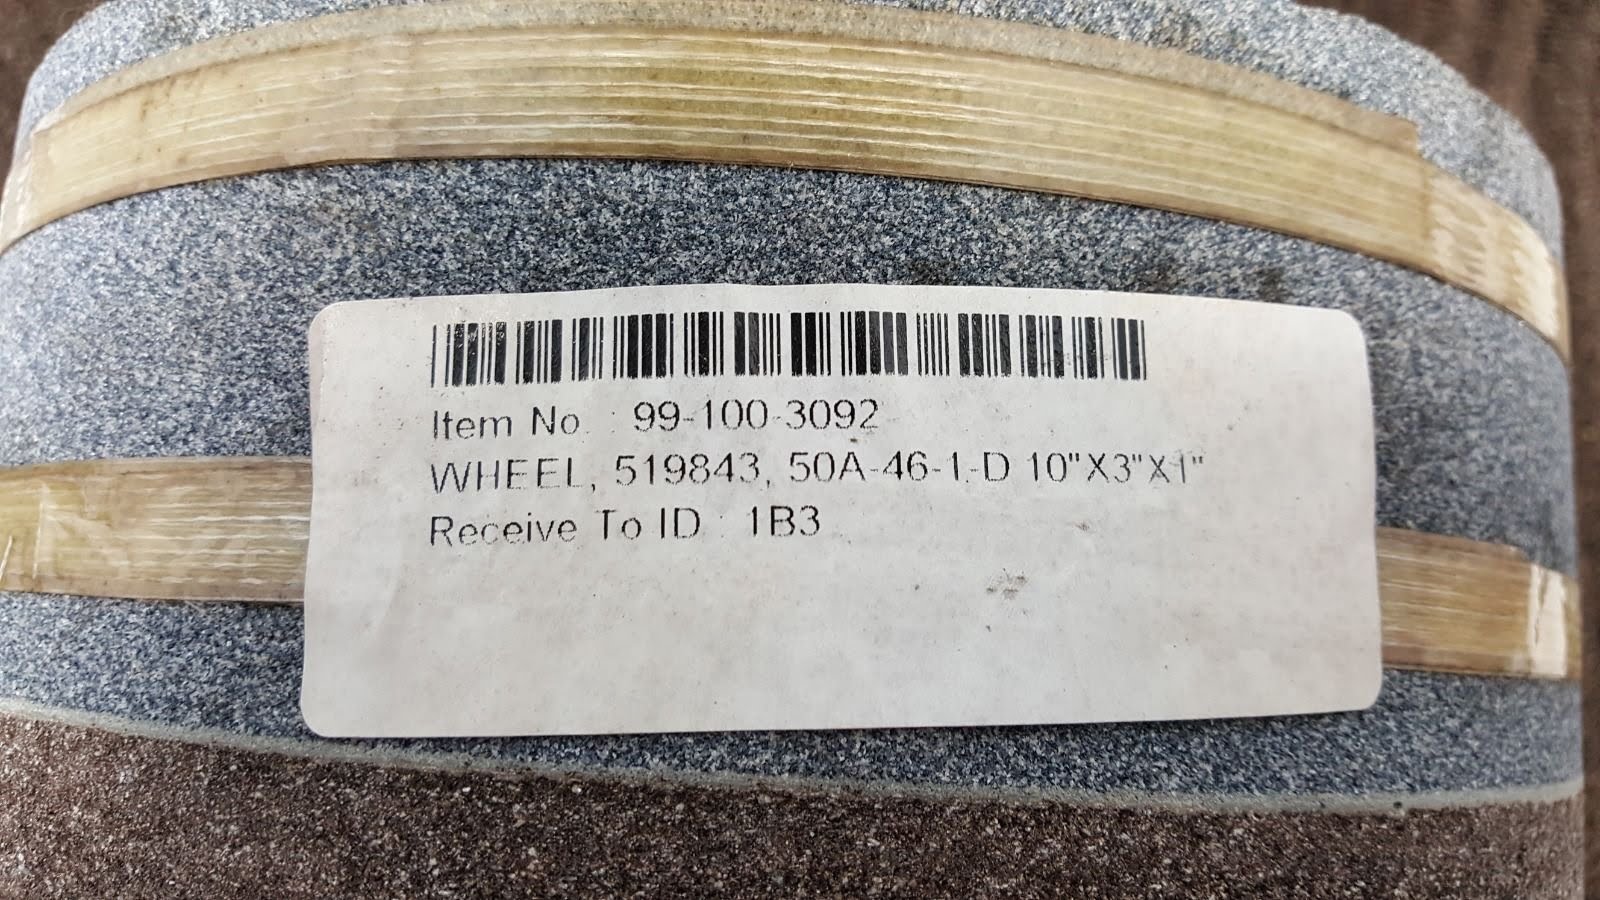 Item No. : 99-100-3092
WHEEL, 519843, 50A-46-1-D 10"X3"X1"
Receive To ID : 1B3